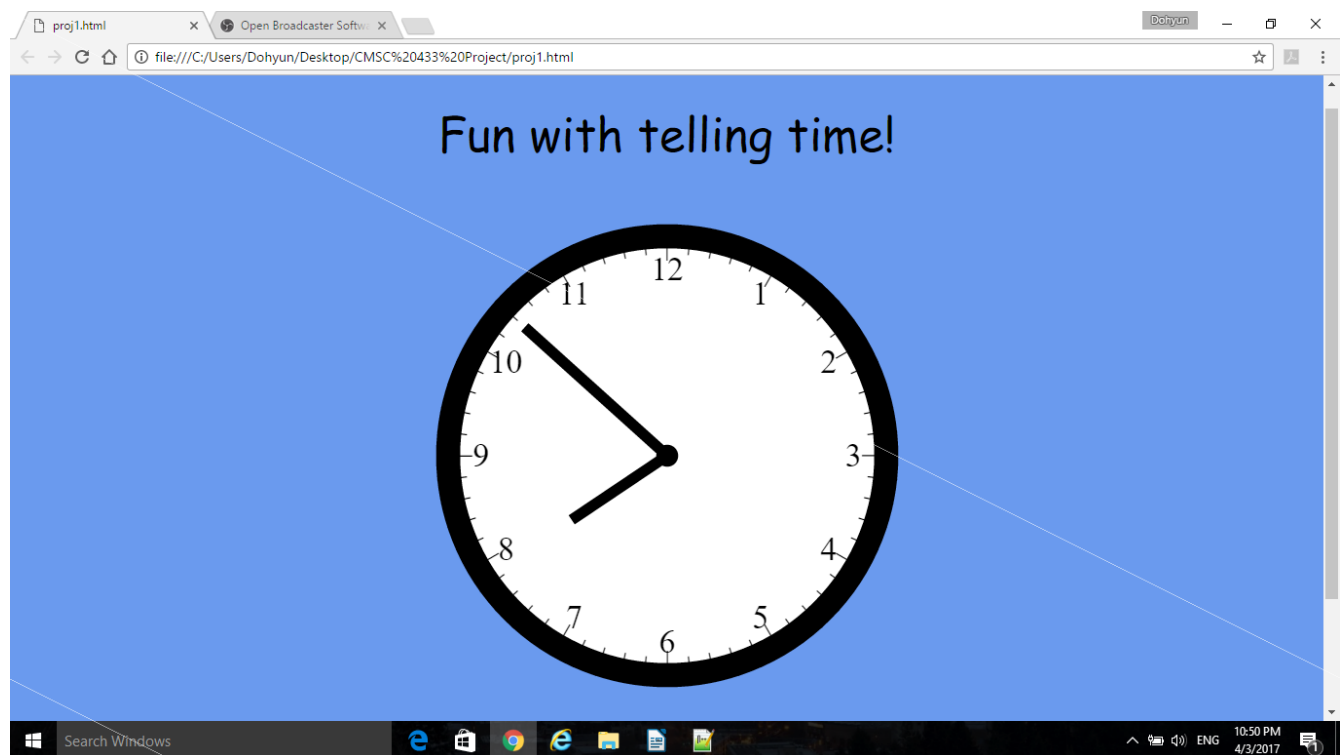 proj1.html
Open Broadcaster Softw
Dohyun
file:///C:/Users/Dohyun/Desktop/CMSC%20433%20Project/proj1.html
Fun with telling time!
12
11
1
10
2
9
3
8
4
7
5
6
Search Windows
ENG
10:50 PM
4/3/2017
1